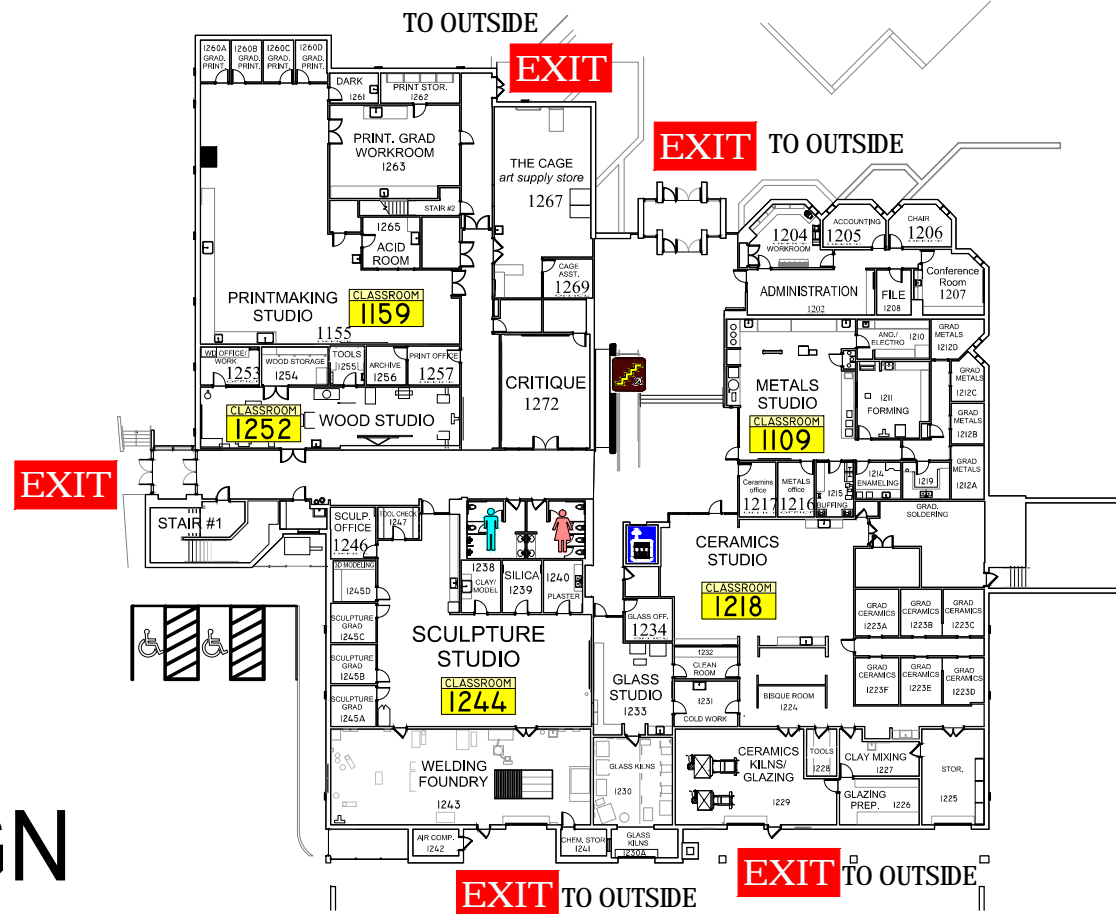 TO OUTSIDE
EXIT
1260A
GRAD.
PRINT.
1260B
GRAD.
PRINT.
1260C
GRAD.
PRINT.
1260D
GRAD.
PRINT.
DARK
1261
PRINT STOR.
1262
PRINT. GRAD
WORKROOM
1263
THE CAGE
art supply store
1267
EXIT
TO OUTSIDE
STAIR #2
1265
ACID
ROOM
CAGE
ASST.
1269
1204
WORKROOM
ACCOUNTING
1205
CHAIR
1206
Conference
Room
1207
ADMINISTRATION
1202
FILE
1208
PRINTMAKING
STUDIO
1155
CLASSROOM
1159
WD OFFICE/
WORK
1253
WOOD STORAGE
1254
TOOLS
1255
ARCHIVE
1256
PRINT OFFICE
1257
CLASSROOM
1252
WOOD STUDIO
CRITIQUE
1272
ANO./
ELECTRO
1210
GRAD
METALS
1212D
METALS
STUDIO
CLASSROOM
1109
1211
FORMING
GRAD
METALS
1212C
GRAD
METALS
1212B
GRAD
METALS
1212A
EXIT
STAIR #1
Ceramins
office
1217
METALS
office
1216
1215
BUFFING
1214
ENAMELING
1219
GRAD.
SOLDERING
SCULP.
OFFICE
1246
TOOL CHECK
1247
1238
CLAY/
MODEL
SILICA
1239
1240
PLASTER
CERAMICS
STUDIO
CLASSROOM
1218
3D MODELING
1245D
SCULPTURE
GRAD
1245C
SCULPTURE
GRAD
1245B
SCULPTURE
GRAD
1245A
SCULPTURE
STUDIO
CLASSROOM
1244
GLASS OFF.
1234
GLASS
STUDIO
1233
1232
CLEAN
ROOM
1231
COLD WORK
BISQUE ROOM
1224
GRAD
CERAMICS
1223A
GRAD
CERAMICS
1223B
GRAD
CERAMICS
1223C
GRAD
CERAMICS
1223F
GRAD
CERAMICS
1223E
GRAD
CERAMICS
1223D
WELDING
FOUNDRY
1243
GLASS KILNS
1230
CERAMICS
KILNS/
GLAZING
1229
TOOLS
1228
CLAY MIXING
1227
GLAZING
PREP.
1226
STOR.
1225
AIR COMP.
1242
CHEM. STOR
1241
GLASS
KILNS
1230A
GN
EXIT
TO OUTSIDE
EXIT
TO OUTSIDE